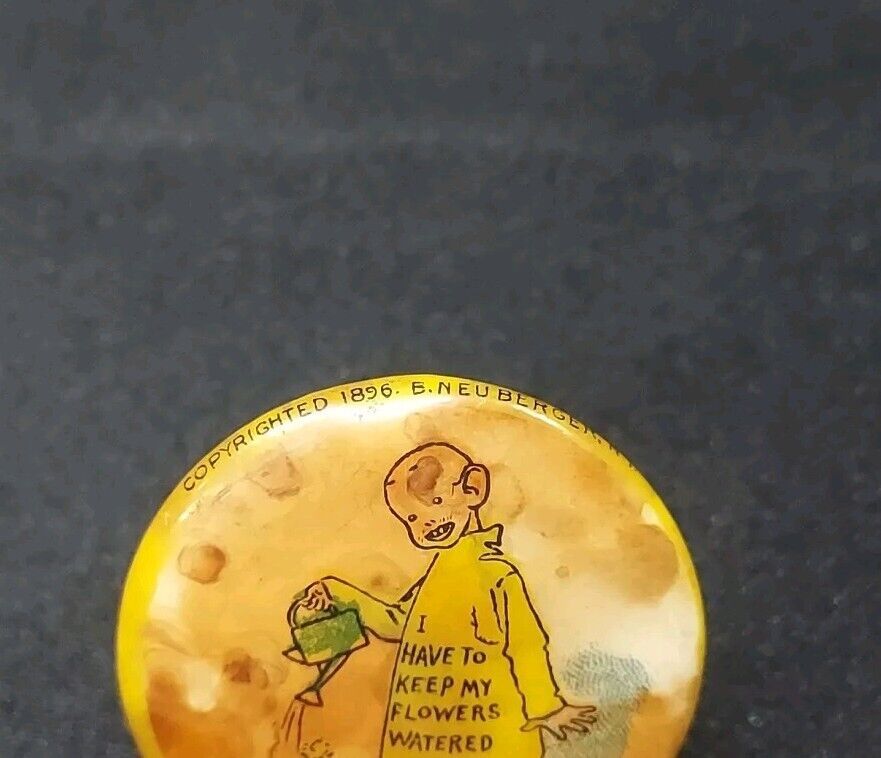 COPYRIGHTED 1896. E. NEUBERGER. N.Y
I
HAVE TO
KEEP MY
FLOWERS
WATERED